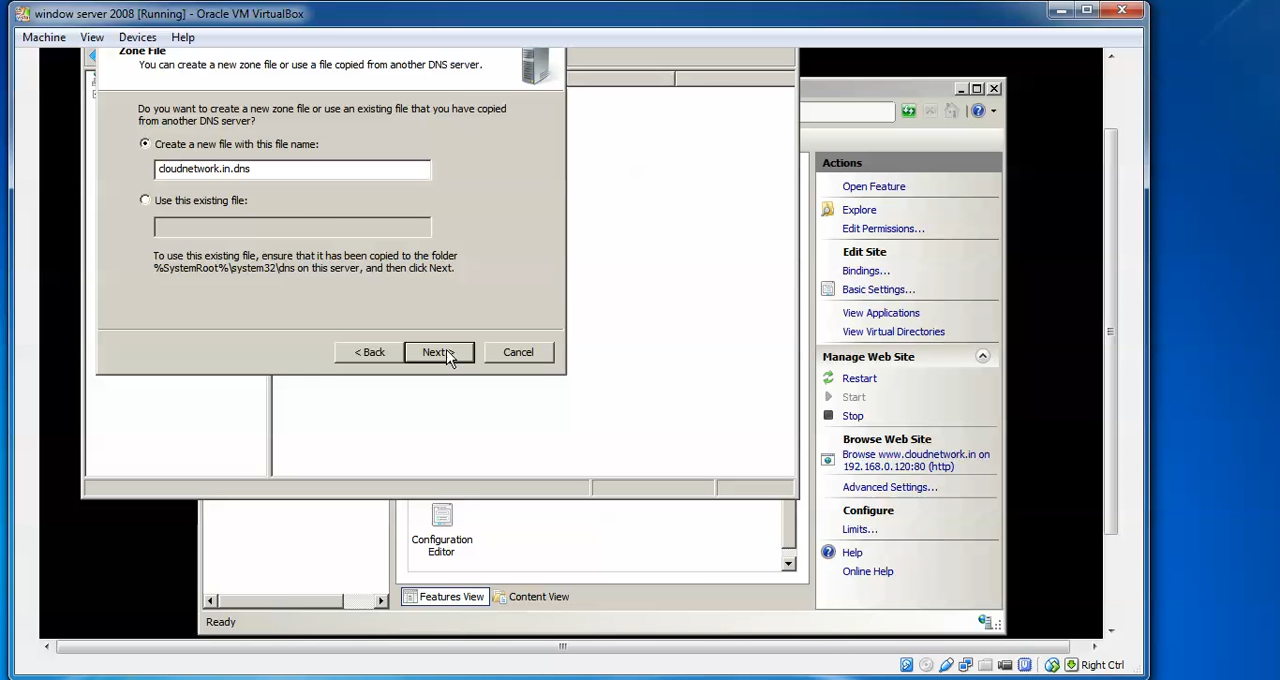 window server 2008 [Running] - Oracle VM VirtualBox
Machine View Devices Help
Zone File
You can create a new zone file or use a file copied from another DNS server.
Do you want to create a new zone file or use an existing file that you have copied
from another DNS server?
Create a new file with this file name:
cloudnetwork.in.dns
Use this existing file:
To use this existing file, ensure that it has been copied to the folder
%SystemRoot%\system32\dns on this server, and then click Next.
< Back Next > Cancel
Actions
Open Feature
Explore
Edit Permissions...
Edit Site
Bindings...
Basic Settings...
View Applications
View Virtual Directories
Manage Web Site
Restart
Start
Stop
Browse Web Site
Browse www.cloudnetwork.in on
192.168.0.120:80 (http)
Advanced Settings...
Configure
Limits...
Help
Online Help
Configuration
Editor
Features View Content View
Ready
Right Ctrl